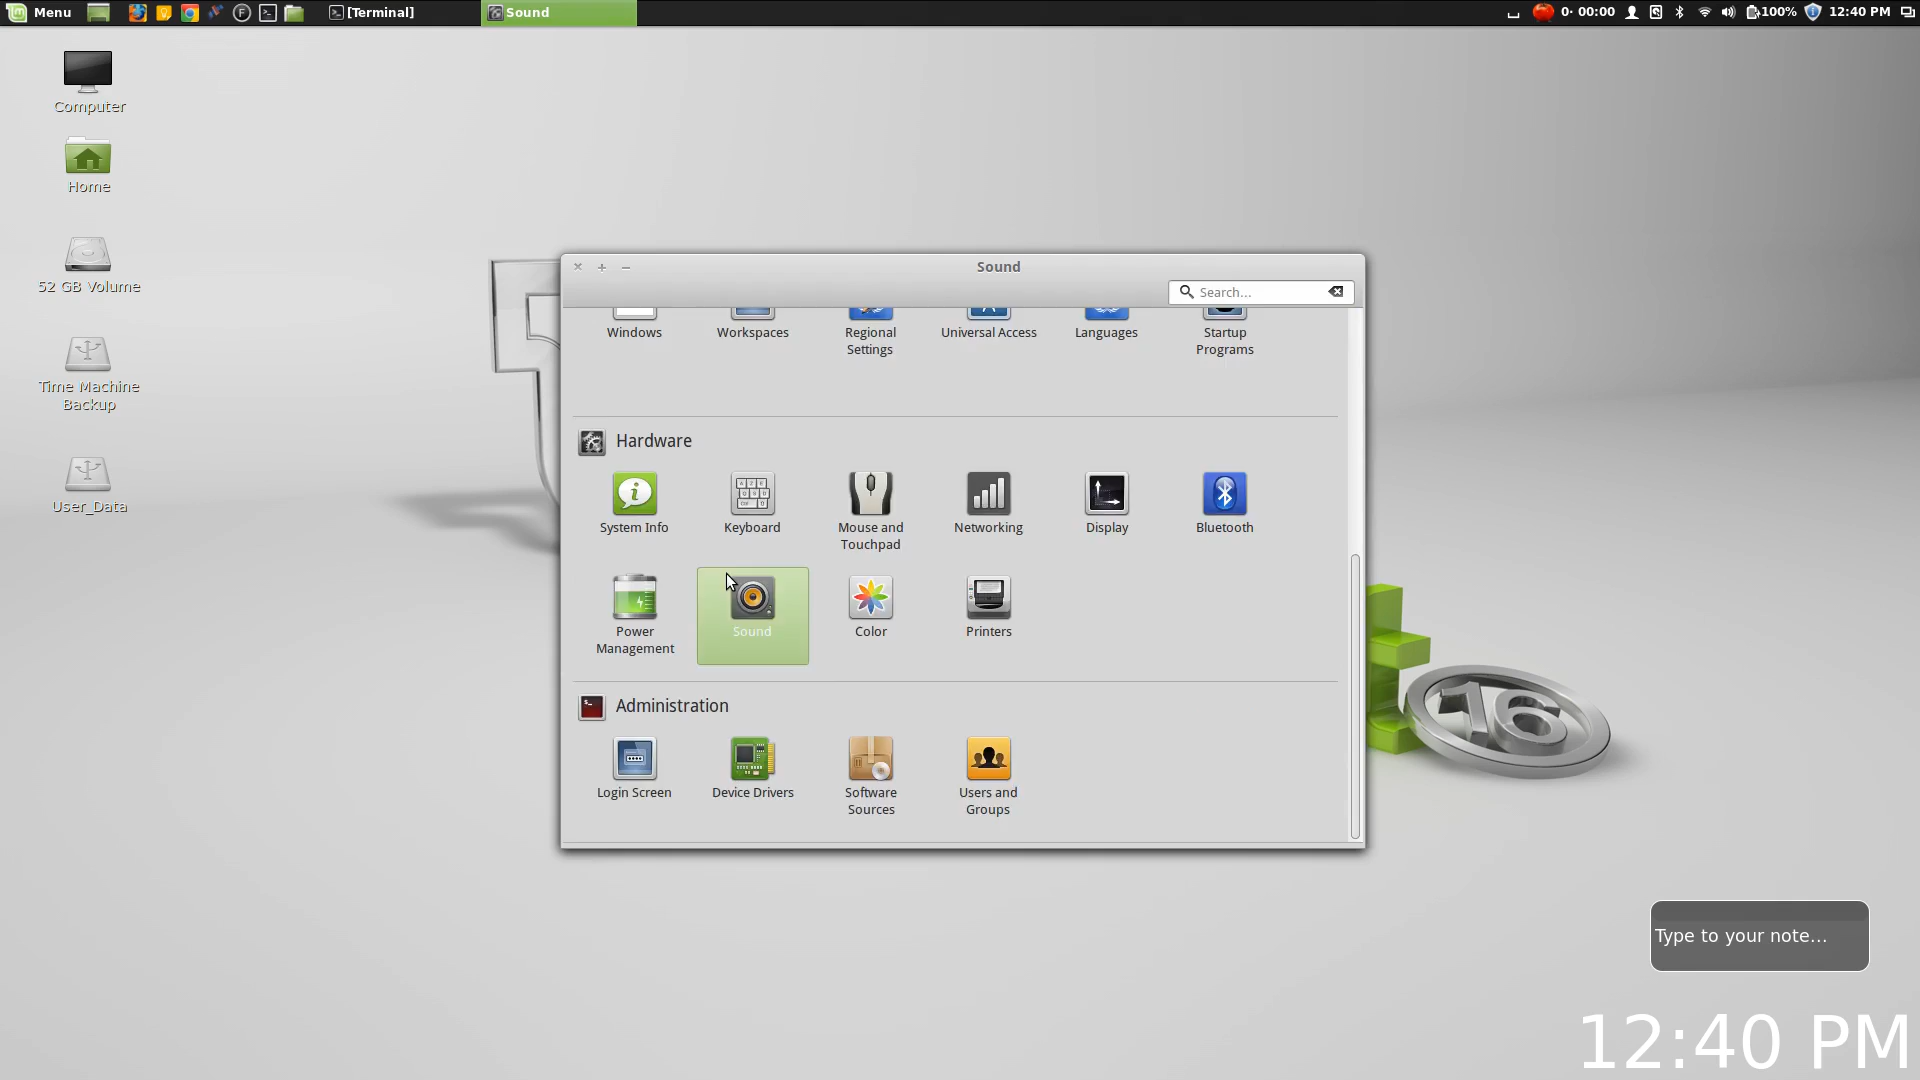 Menu
[Terminal]
Sound
0· 00:00
100%
12:40 PM
Computer
Home
52 GB Volume
Time Machine
Backup
User_Data
Sound
Search...
Windows
Workspaces
Regional
Settings
Universal Access
Languages
Startup
Programs
Hardware
System Info
Keyboard
Mouse and
Touchpad
Networking
Display
Bluetooth
Power
Management
Sound
Color
Printers
Administration
Login Screen
Device Drivers
Software
Sources
Users and
Groups
16
Type to your note...
12:40 PM